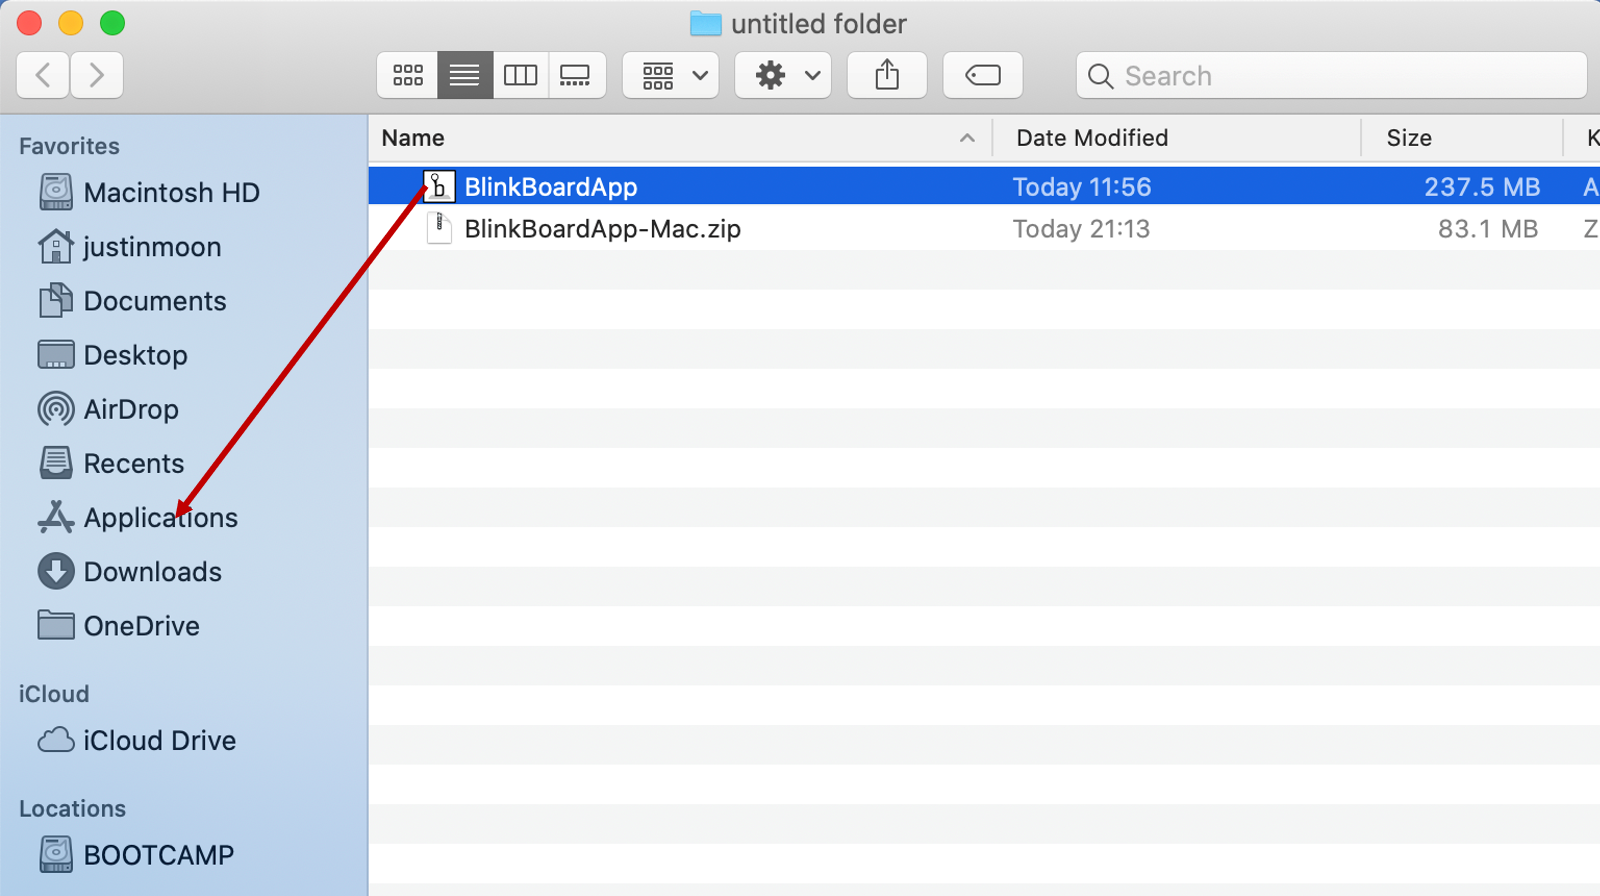 untitled folder
Search
Favorites
Macintosh HD
justinmoon
Documents
Desktop
AirDrop
Recents
Applications
Downloads
OneDrive
iCloud
iCloud Drive
Locations
BOOTCAMP
Name Date Modified Size K
b BlinkBoardApp Today 11:56 237.5 MB A
BlinkBoardApp-Mac.zip Today 21:13 83.1 MB Z